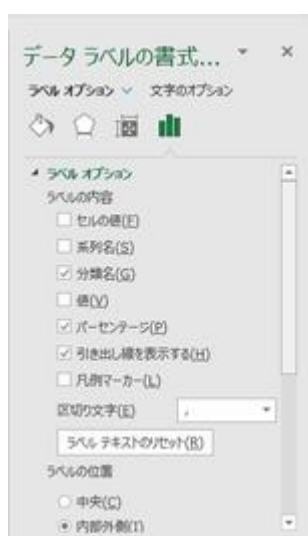 データ ラベルの書式...
ラベル オプション 文字のオプション
ラベル オプション
ラベルの内容
セルの値(F)
系列名(S)
分類名(G)
値(V)
パーセンテージ(P)
引き出し線を表示する(H)
凡例マーカー(L)
区切り文字(E) ,
ラベル テキストのリセット(R)
ラベルの位置
中央(C)
内部外側(I)